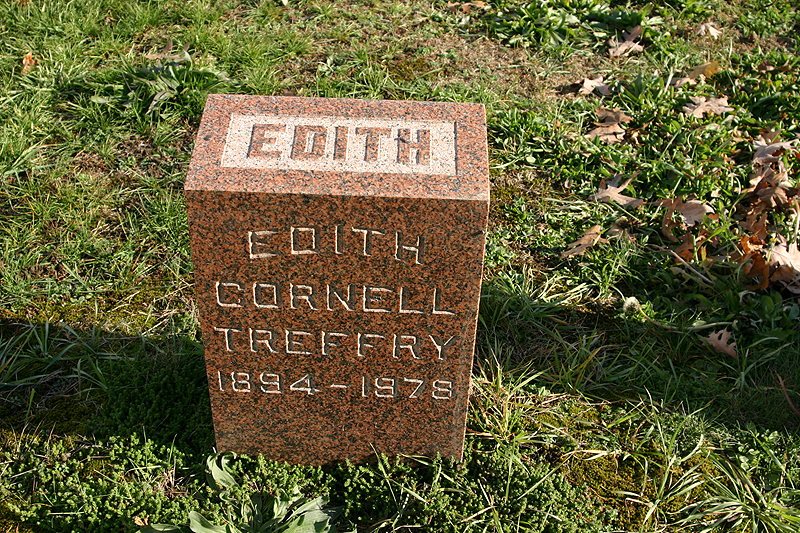 EDITH
EDITH
CORNELL
TREFFRY
1894-1978